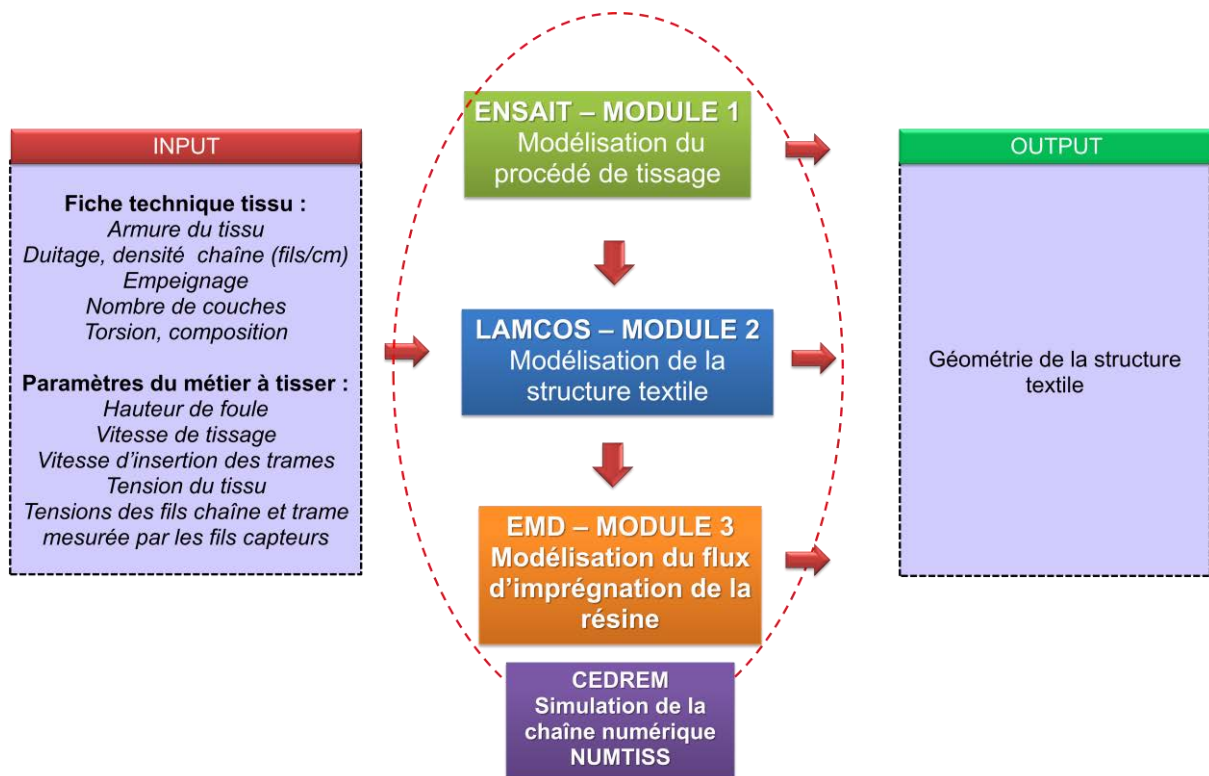 INPUT
Fiche technique tissu :
Armure du tissu
Duitage, densité chaîne (fils/cm)
Empeignage
Nombre de couches
Torsion, composition
Paramètres du métier à tisser :
Hauteur de foule
Vitesse de tissage
Vitesse d'insertion des trames
Tension du tissu
Tensions des fils chaîne et trame
mesurée par les fils capteurs
ENSAIT – MODULE 1
Modélisation du
procédé de tissage
LAMCOS – MODULE 2
Modélisation de la
structure textile
EMD – MODULE 3
Modélisation du flux
d'imprégnation de la
résine
CEDREM
Simulation de la
chaîne numérique
NUMTISS
OUTPUT
Géométrie de la structure
textile